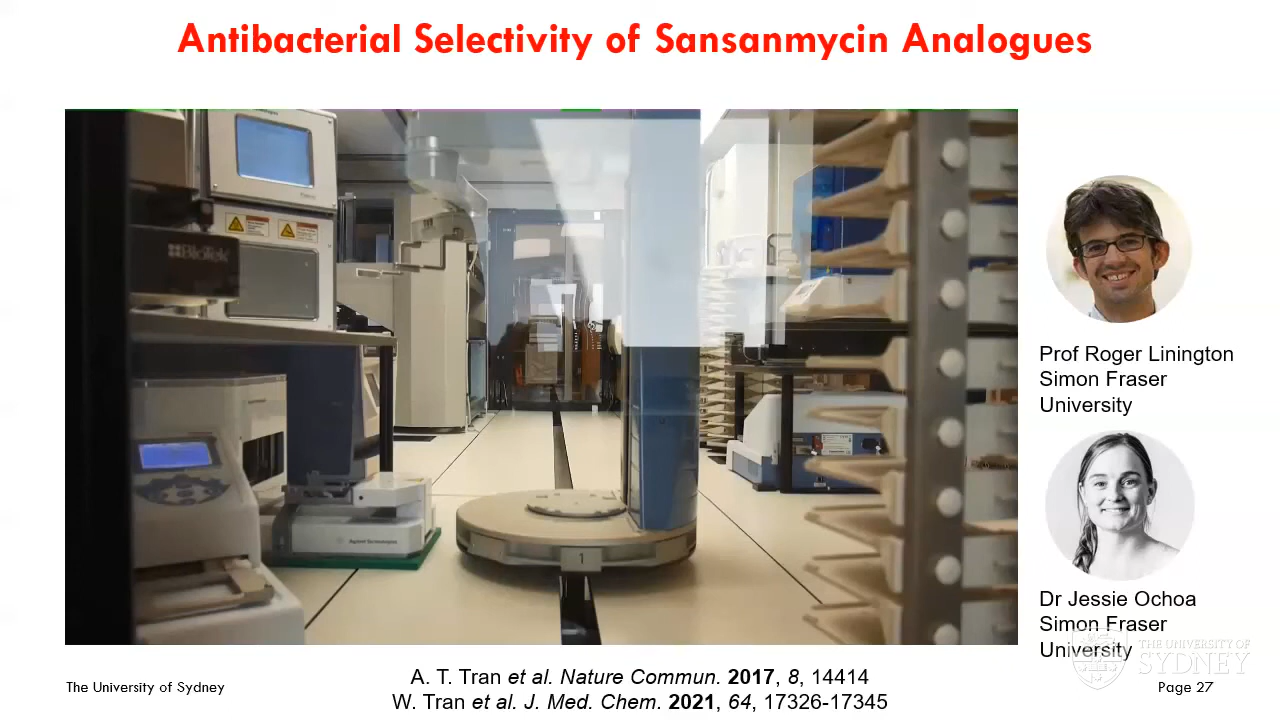 Antibacterial Selectivity of Sansanmycin Analogues
BioTek
Agilent Technologies
1
Prof Roger Linington
Simon Fraser
University
Dr Jessie Ochoa
Simon Fraser
University
THE UNIVERSITY OF
SYDNEY
A. T. Tran et al. Nature Commun. 2017, 8, 14414
W. Tran et al. J. Med. Chem. 2021, 64, 17326-17345
The University of Sydney
Page 27